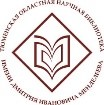 ТЮМЕНСКАЯ ОБЛАСТНАЯ НАУЧНАЯ БИБЛИОТЕКА
ИМЕНИ ДМИТРИЯ ИВАНОВИЧА МЕНДЕЛЕЕВА